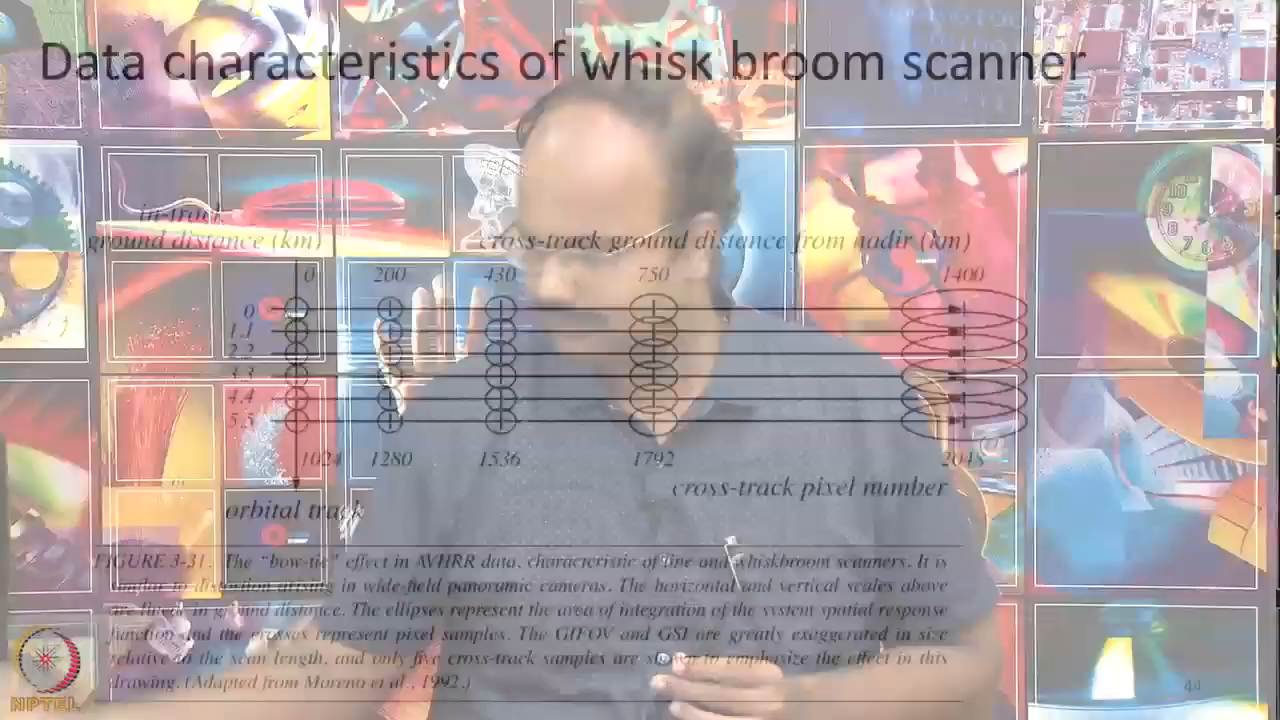 Data characteristics of whisk broom scanner
in-track
ground distance (km)
cross-track ground distance from nadir (km)
0 200 430 750 1400
0
1.1
2.2
3.3
4.4
5.5
1024 1280 1536 1792 2048
cross-track pixel number
orbital track
FIGURE 3-31. The "bow-tie" effect in AVHRR data, characteristic of line and whiskbroom scanners. It is
similar to distortion arising in wide-field panoramic cameras. The horizontal and vertical scales above
are linear in ground distance. The ellipses represent the area of integration of the system spatial response
function and the crosses represent pixel samples. The GIFOV and GSI are greatly exaggerated in size
relative to the scan length, and only five cross-track samples are shown to emphasize the effect in this
drawing. (Adapted from Moreno et al., 1992.)
44
NPTEL